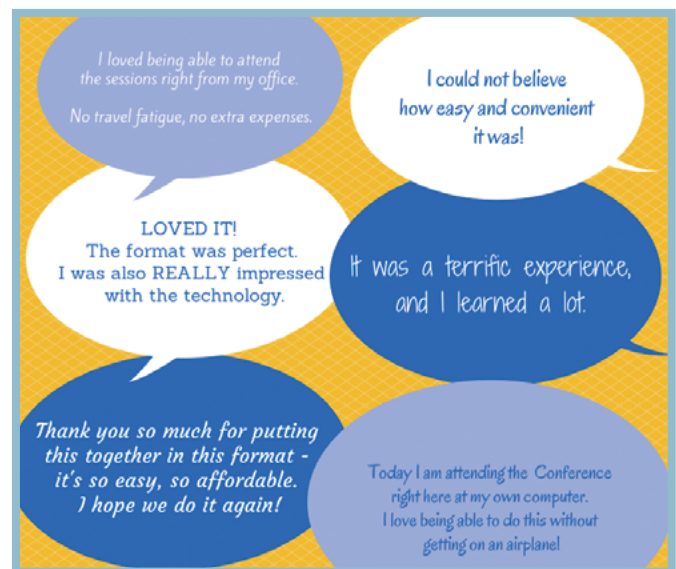 I loved being able to attend
the sessions right from my office.
No travel fatigue, no extra expenses.
I could not believe
how easy and convenient
it was!
LOVED IT!
The format was perfect.
I was also REALLY impressed
with the technology.
It was a terrific experience,
and I learned a lot.
Thank you so much for putting
this together in this format -
it's so easy, so affordable.
I hope we do it again!
Today I am attending the Conference
right here at my own computer.
I love being able to do this without
getting on an airplane!